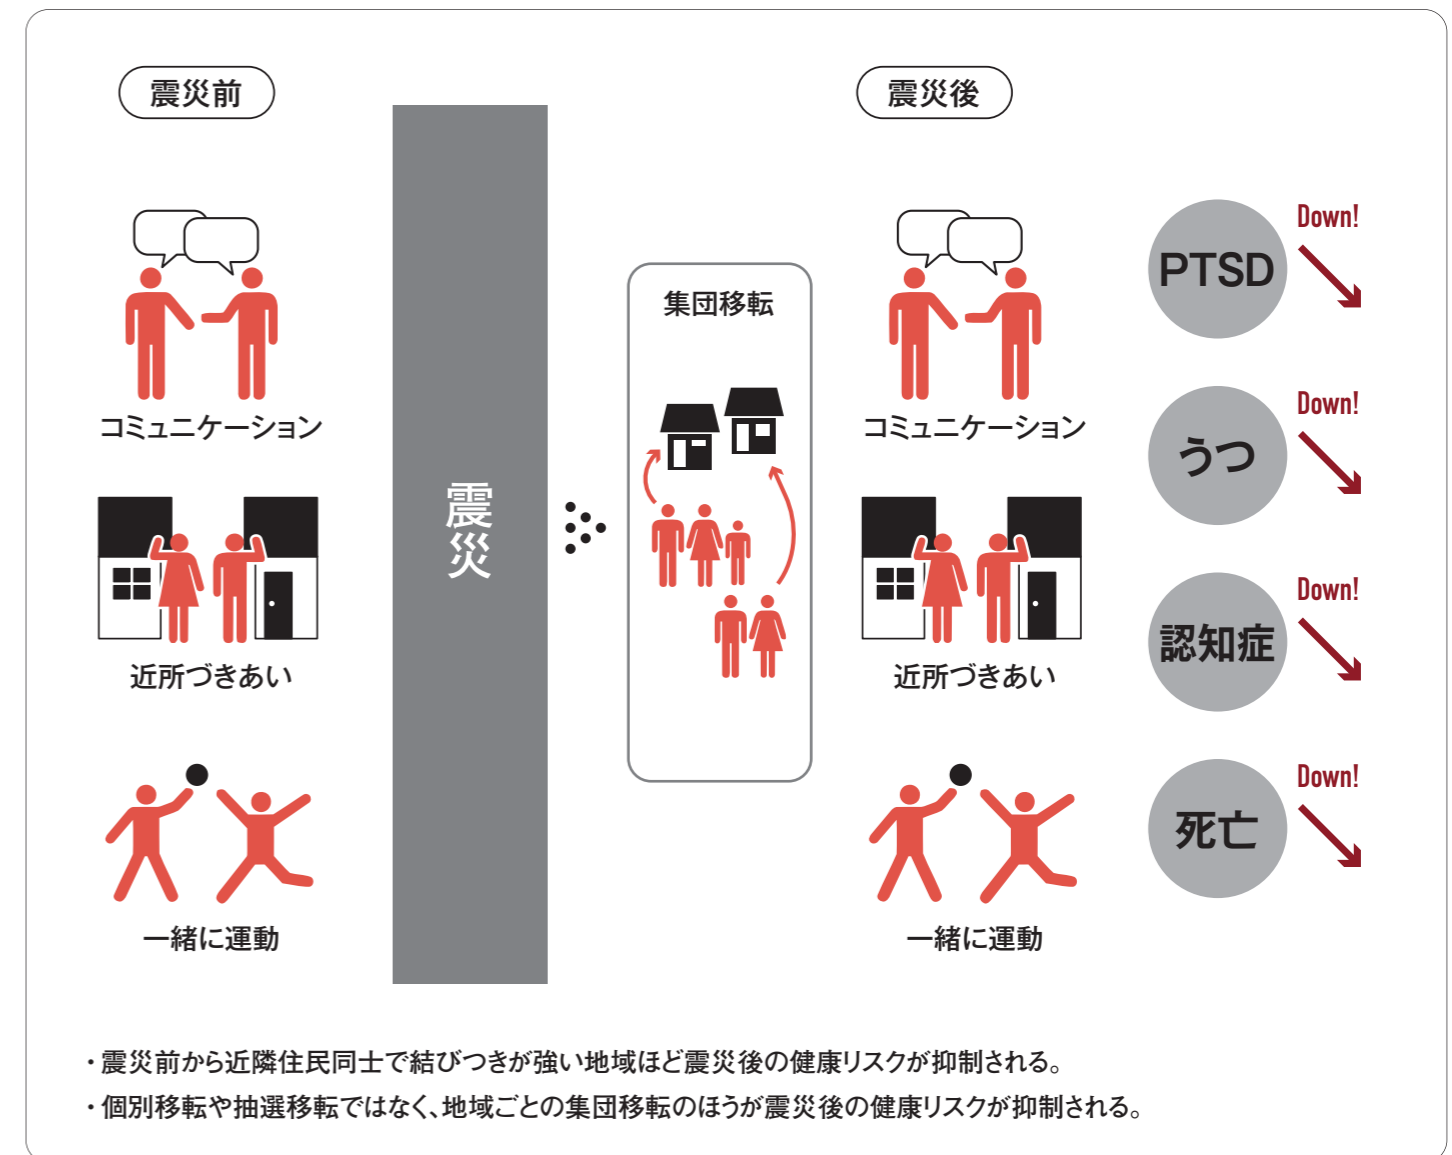 震災前
コミュニケーション
近所づきあい
一緒に運動
震災
集団移転
震災後
コミュニケーション
近所づきあい
一緒に運動
PTSD
Down!
うつ
Down!
認知症
Down!
死亡
Down!
・震災前から近隣住民同士で結びつきが強い地域ほど震災後の健康リスクが抑制される。
・個別移転や抽選移転ではなく、地域ごとの集団移転のほうが震災後の健康リスクが抑制される。